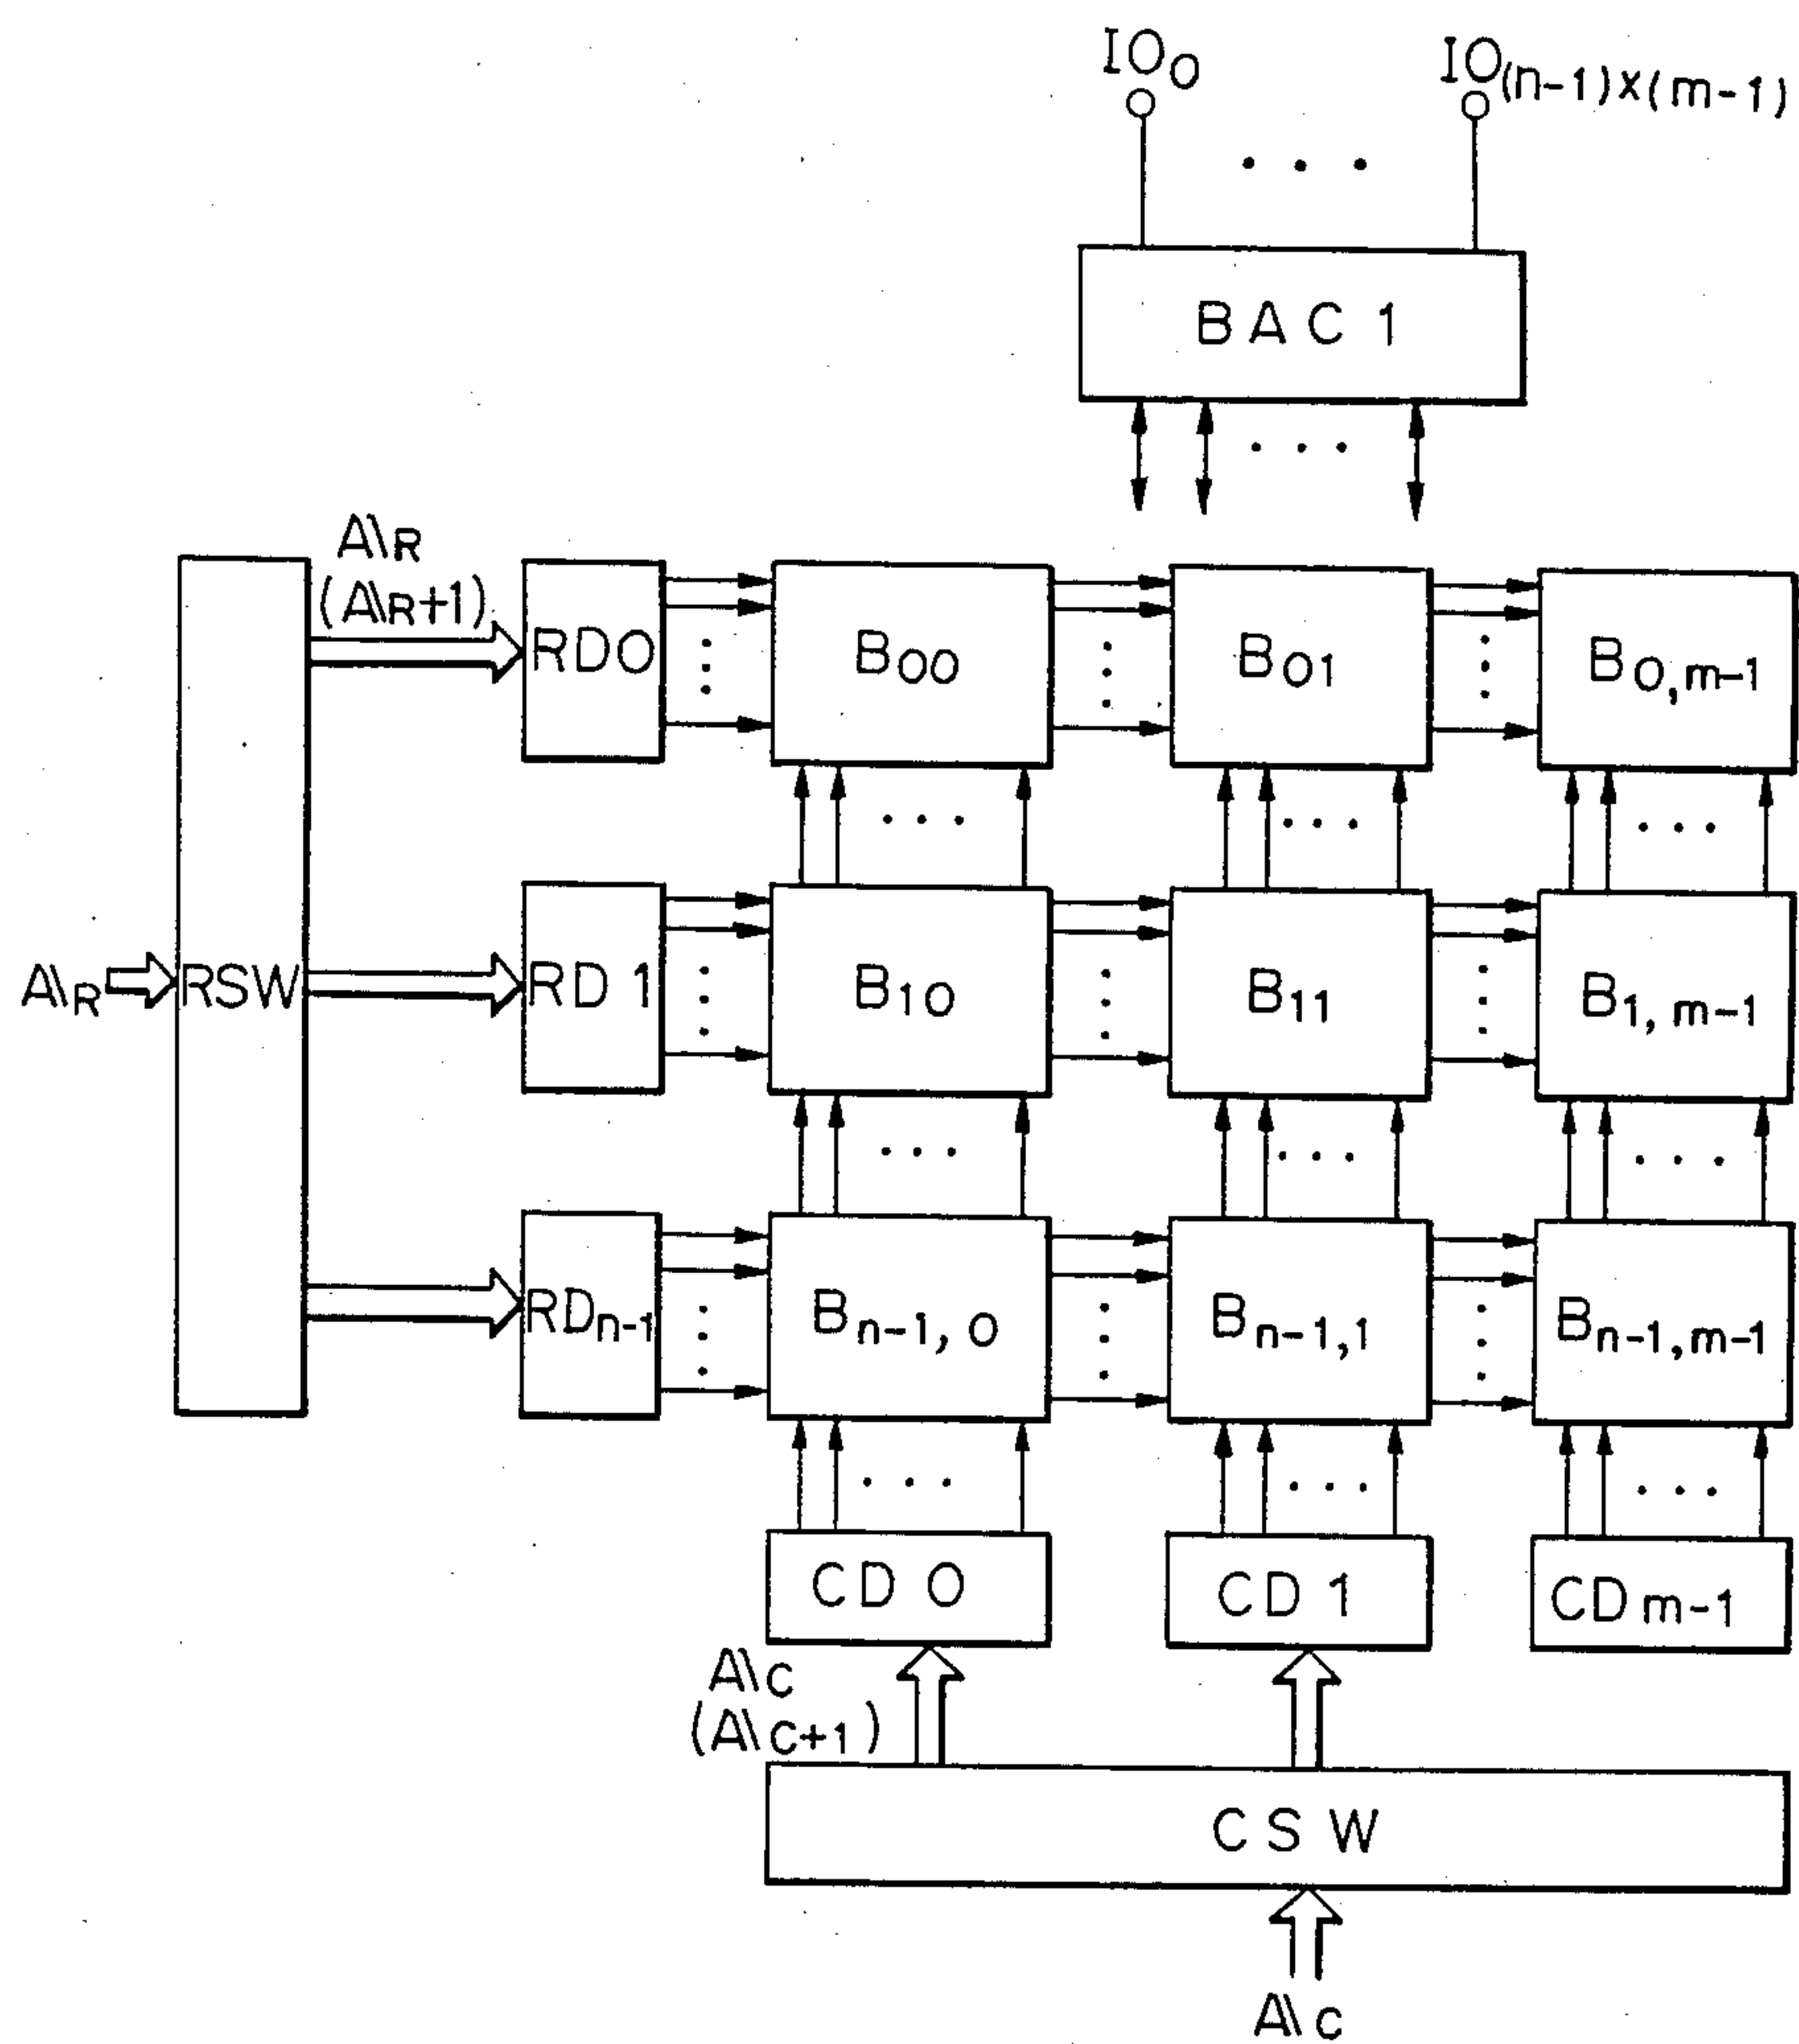 IO0 IO(n-1)x(m-1)
BAC1
A\R
(A\R+1)
RD0 B00 B01 B0,m-1
A\R RSW RD1 B10 B11 B1,m-1
RDn-1 Bn-1,0 Bn-1,1 Bn-1,m-1
CD0 CD1 CDm-1
A\C
(A\C+1)
CSW
A\C